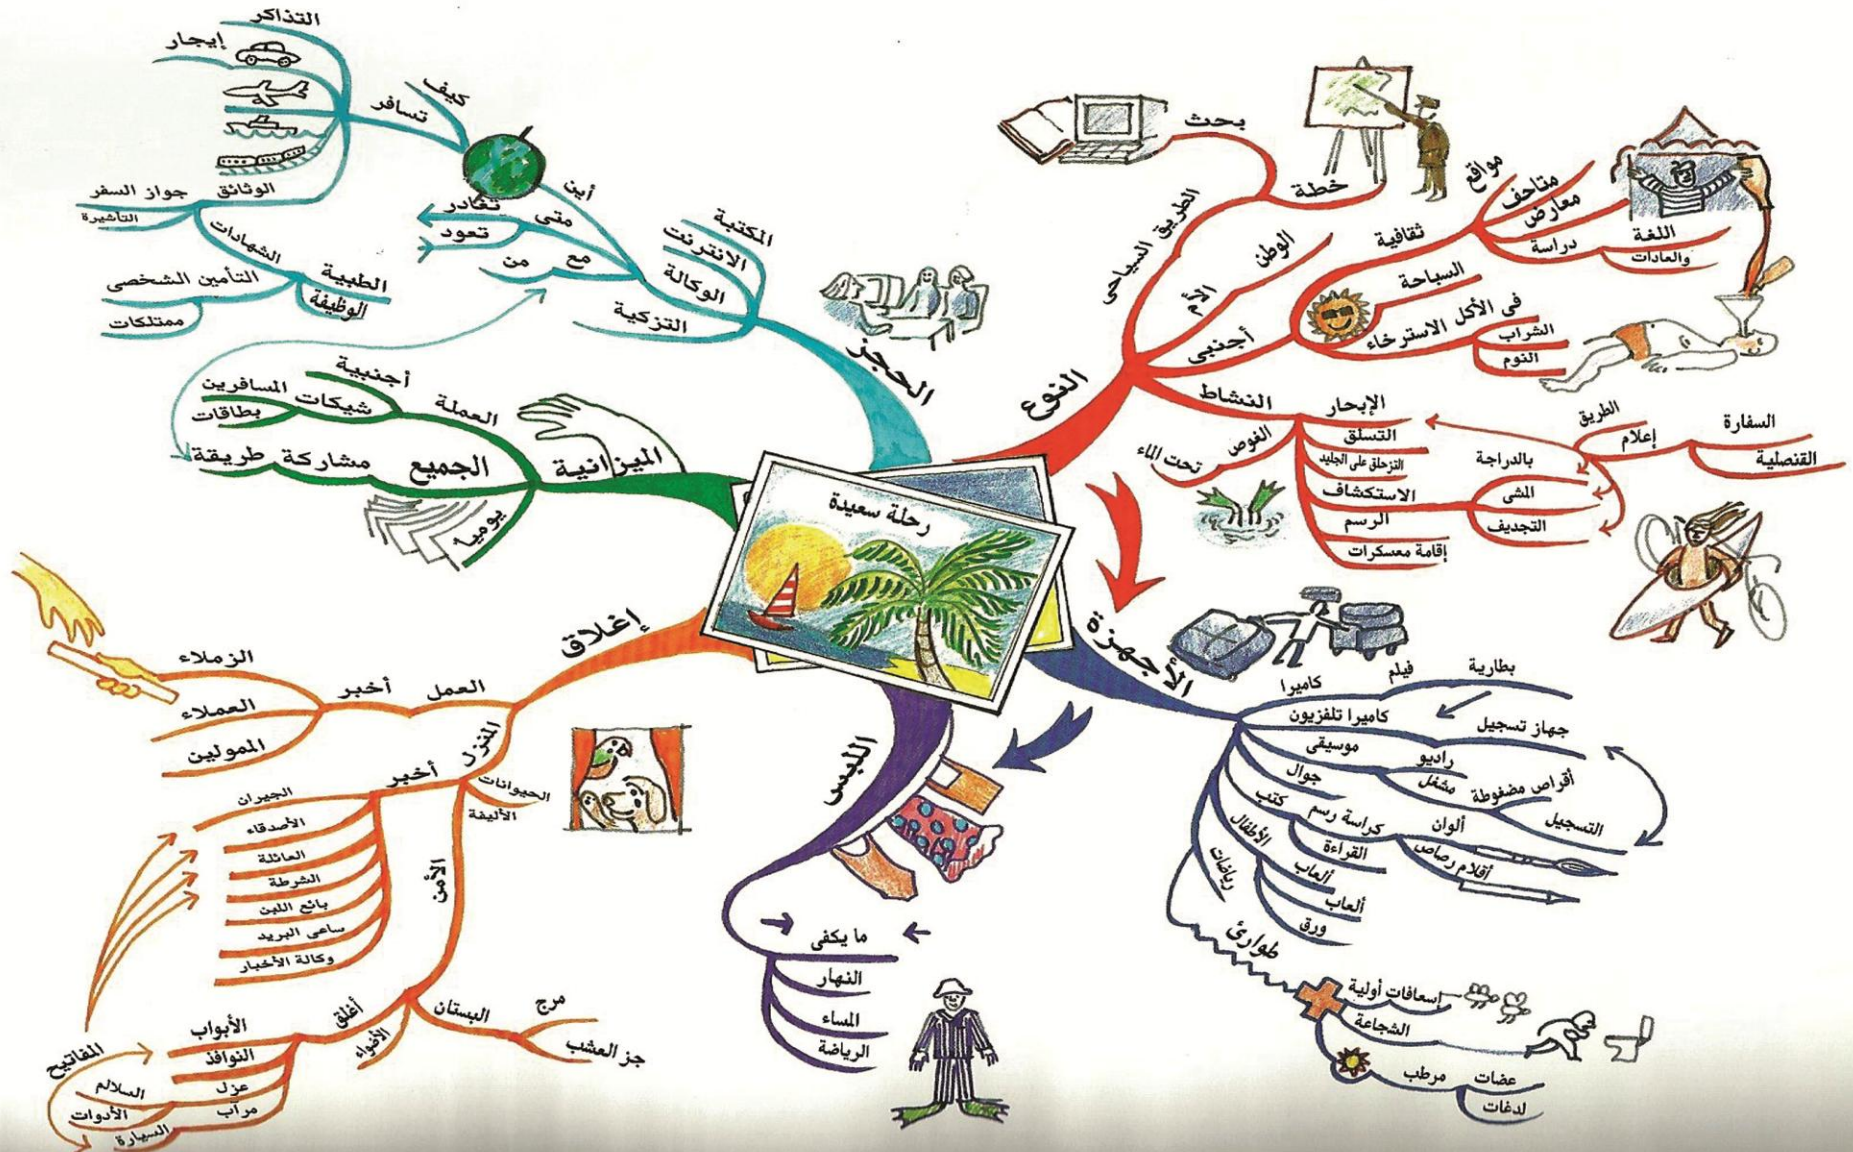 رحلة سعيدة
النوع
الطريق السياحى
بحث
خطة
الوطن
الأم
أجنبى
ثقافية
مواقع
متاحف
معارض
دراسة
اللغة
والعادات
السباحة
الاسترخاء
فى الأكل
الشراب
النوم
النشاط
الغوص
تحت الماء
الإبحار
التسلق
التزحلق على الجليد
الاستكشاف
الرسم
إقامة معسكرات
بالدراجة
المشى
التجديف
الطريق
إعلام
السفارة
القنصلية
الأجهزة
كاميرا
فيلم
بطارية
كاميرا تلفزيون
جهاز تسجيل
موسيقى
راديو
مشغل
أقراص مضغوطة
التسجيل
جوال
كتب
كراسة رسم
ألوان
أقلام رصاص
القراءة
الأطفال
ألعاب
ألعاب
ورق
رياضات
طوارئ
إسعافات أولية
الشجاعة
مرطب
عضات
لدغات
اللبس
ما يكفى
النهار
المساء
الرياضة
إغلاق
العمل
أخبر
الزملاء
العملاء
الممولين
المنزل
الحيوانات
الأليفة
أخبر
الجيران
الأصدقاء
العائلة
الشرطة
بائع اللبن
ساعى البريد
وكالة الأخبار
الأمن
البستان
مرج
جز العشب
الأضواء
أغلق
الأبواب
النوافذ
عزل
مرآب
المفاتيح
السلالم
الأدوات
السيارة
الميزانية
العملة
أجنبية
شيكات
المسافرين
بطاقات
الجميع
مشاركة
طريقة
يومياً
الحجز
المكتبة
الانترنت
الوكالة
التزكية
أين
متى
تغادر
تعود
مع
من
كيف
تسافر
التذاكر
إيجار
الوثائق
جواز السفر
التأشيرة
الشهادات
الطبية
الوظيفة
التأمين الشخصى
ممتلكات